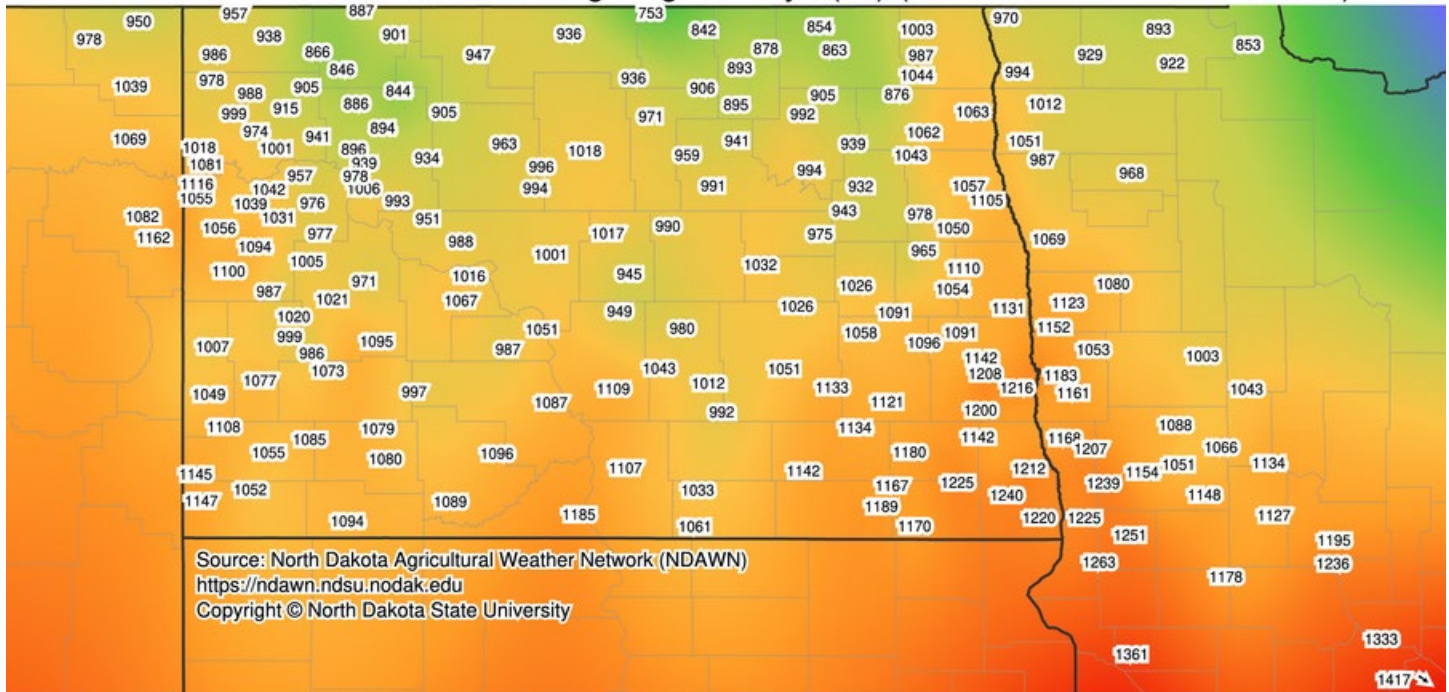 950 957 887 753 842 854 1003 970 893
978 938 901 936 878 863 987 929 853
986 866 947 893 922
978 846 936 1044 994
1039 988 905 844 906 905 876
999 915 886 905 895 992 1063 1012
974 894 971
1069 1018 1001 941 963 941 939 1062 1051
1081 896 934 1018 959 1043 987
939 996 994 968
1116 957 978
1055 1042 1006 994 991 932 1057
1039 976 993 1105
1082 1031 951 943 978
1162 1056 977 988 1017 990 975 1050 1069
1094 1001 965
1100 1005 971 1016 945 1032 1110
987 1021 1067 1026 1054 1080
1020 949 1026 1091 1131 1123
999 1051 980 1058 1091 1152
1007 986 1095 987 1096 1053 1003
1073 1043 1051 1142
1077 1109 1012 1133 1208 1183
1049 997 1216 1161 1043
1087 992 1121 1200
1108 1079 1134 1088
1085 1142 1168
1055 1080 1096 1180 1207 1066
1145 1107 1142 1212 1154 1051 1134
1147 1052 1033 1167 1225 1239
1089 1189 1240 1148
1094 1185 1061 1170 1220 1225 1127
1251 1195
Source: North Dakota Agricultural Weather Network (NDAWN) 1263 1236
https://ndawn.ndsu.nodak.edu 1178
Copyright © North Dakota State University
1333
1361
1417